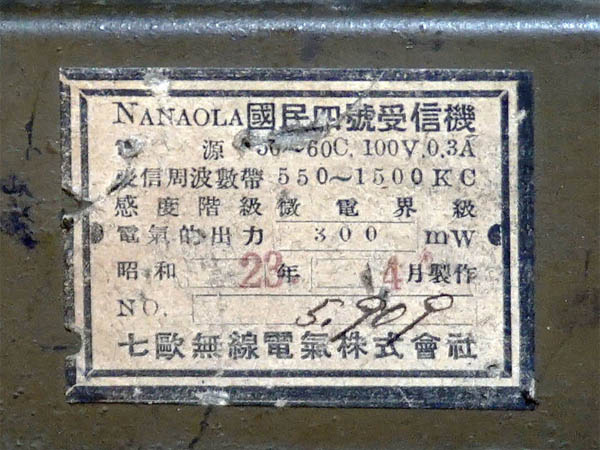 NANAOLA國民四號受信機
電源 50~60C, 100V, 0.3A
受信周波數帶 550~1500KC
感度階級 微電界級
電氣的出力 300 mW
昭和 23年 4月製作
NO. 5,909
七歐無線電氣株式會社